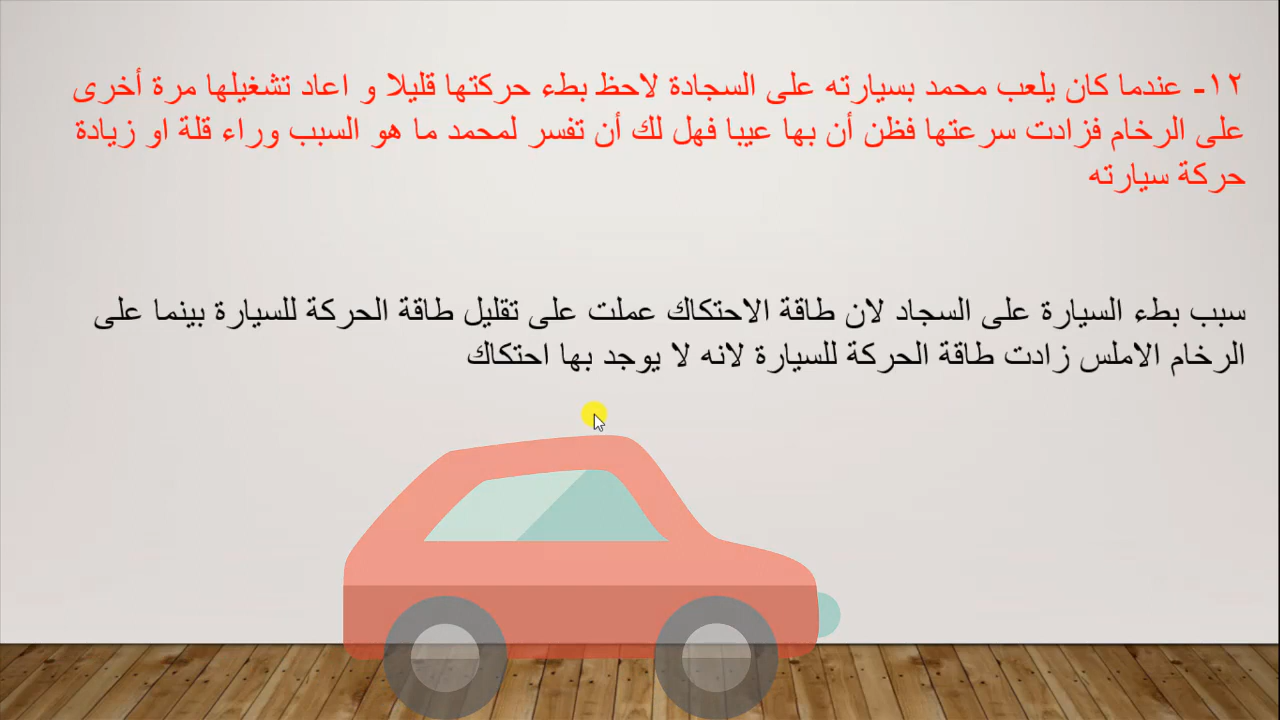 ١٢- عندما كان يلعب محمد بسيارته على السجادة لاحظ بطء حركتها قليلا و اعاد تشغيلها مرة أخرى
على الرخام فزادت سرعتها فظن أن بها عيبا فهل لك أن تفسر لمحمد ما هو السبب وراء قلة او زيادة
حركة سيارته
سبب بطء السيارة على السجاد لان طاقة الاحتكاك عملت على تقليل طاقة الحركة للسيارة بينما على
الرخام الاملس زادت طاقة الحركة للسيارة لانه لا يوجد بها احتكاك